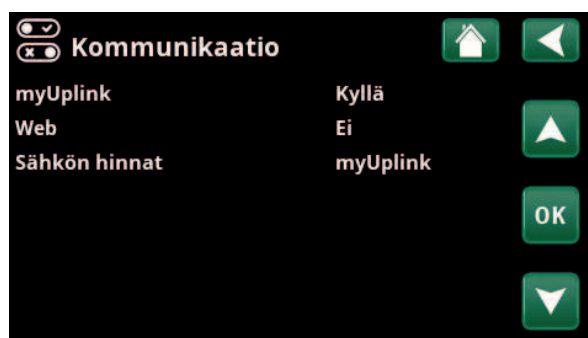 Kommunikaatio
myUplink Kyllä
Web Ei
Sähkön hinnat myUplink
OK